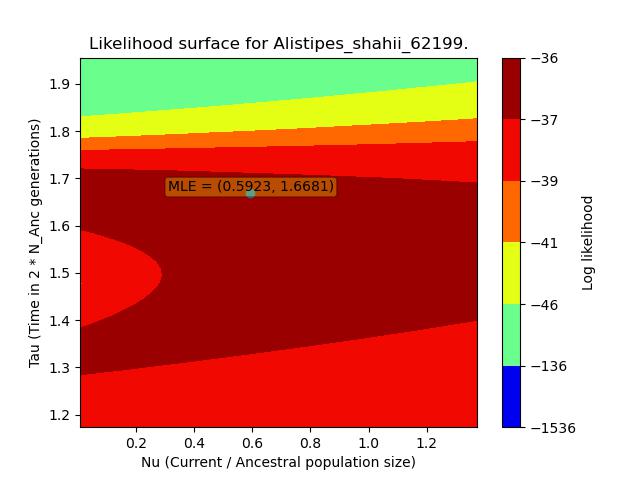 Likelihood surface for Alistipes_shahii_62199.
Tau (Time in 2 * N_Anc generations)
1.9
1.8
1.7
1.6
1.5
1.4
1.3
1.2
MLE = (0.5923, 1.6681)
0.2 0.4 0.6 0.8 1.0 1.2
Nu (Current / Ancestral population size)
−36
−37
−39
−41
−46
−136
−1536
Log likelihood